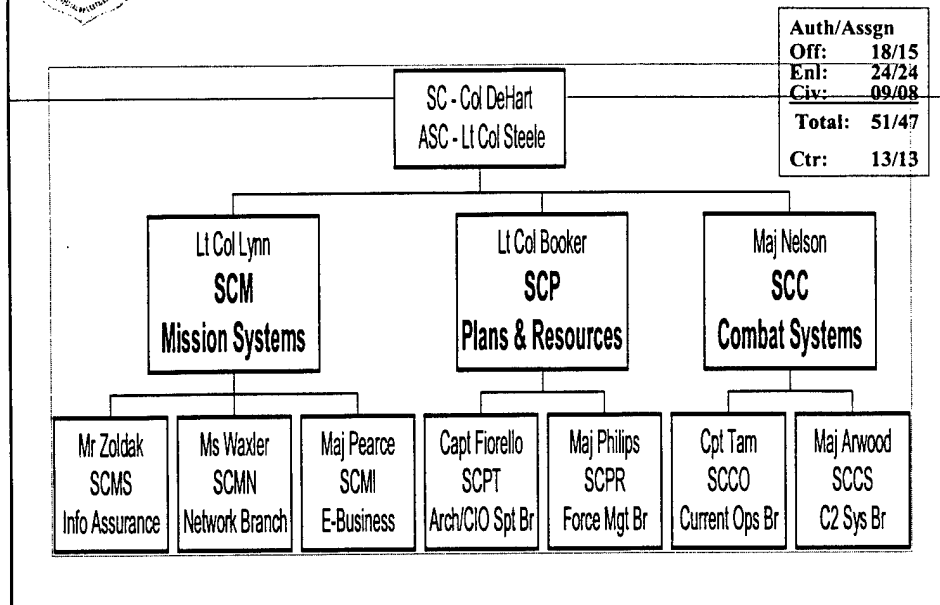 Auth/Assgn
Off: 18/15
Enl: 24/24
Civ: 09/08
Total: 51/47
Ctr: 13/13
SC - Col DeHart
ASC - Lt Col Steele
Lt Col Lynn
SCM
Mission Systems
Lt Col Booker
SCP
Plans & Resources
Maj Nelson
SCC
Combat Systems
Mr Zoldak
SCMS
Info Assurance
Ms Waxler
SCMN
Network Branch
Maj Pearce
SCMI
E-Business
Capt Fiorello
SCPT
Arch/CIO Spt Br
Maj Philips
SCPR
Force Mgt Br
Cpt Tam
SCCO
Current Ops Br
Maj Arwood
SCCS
C2 Sys Br